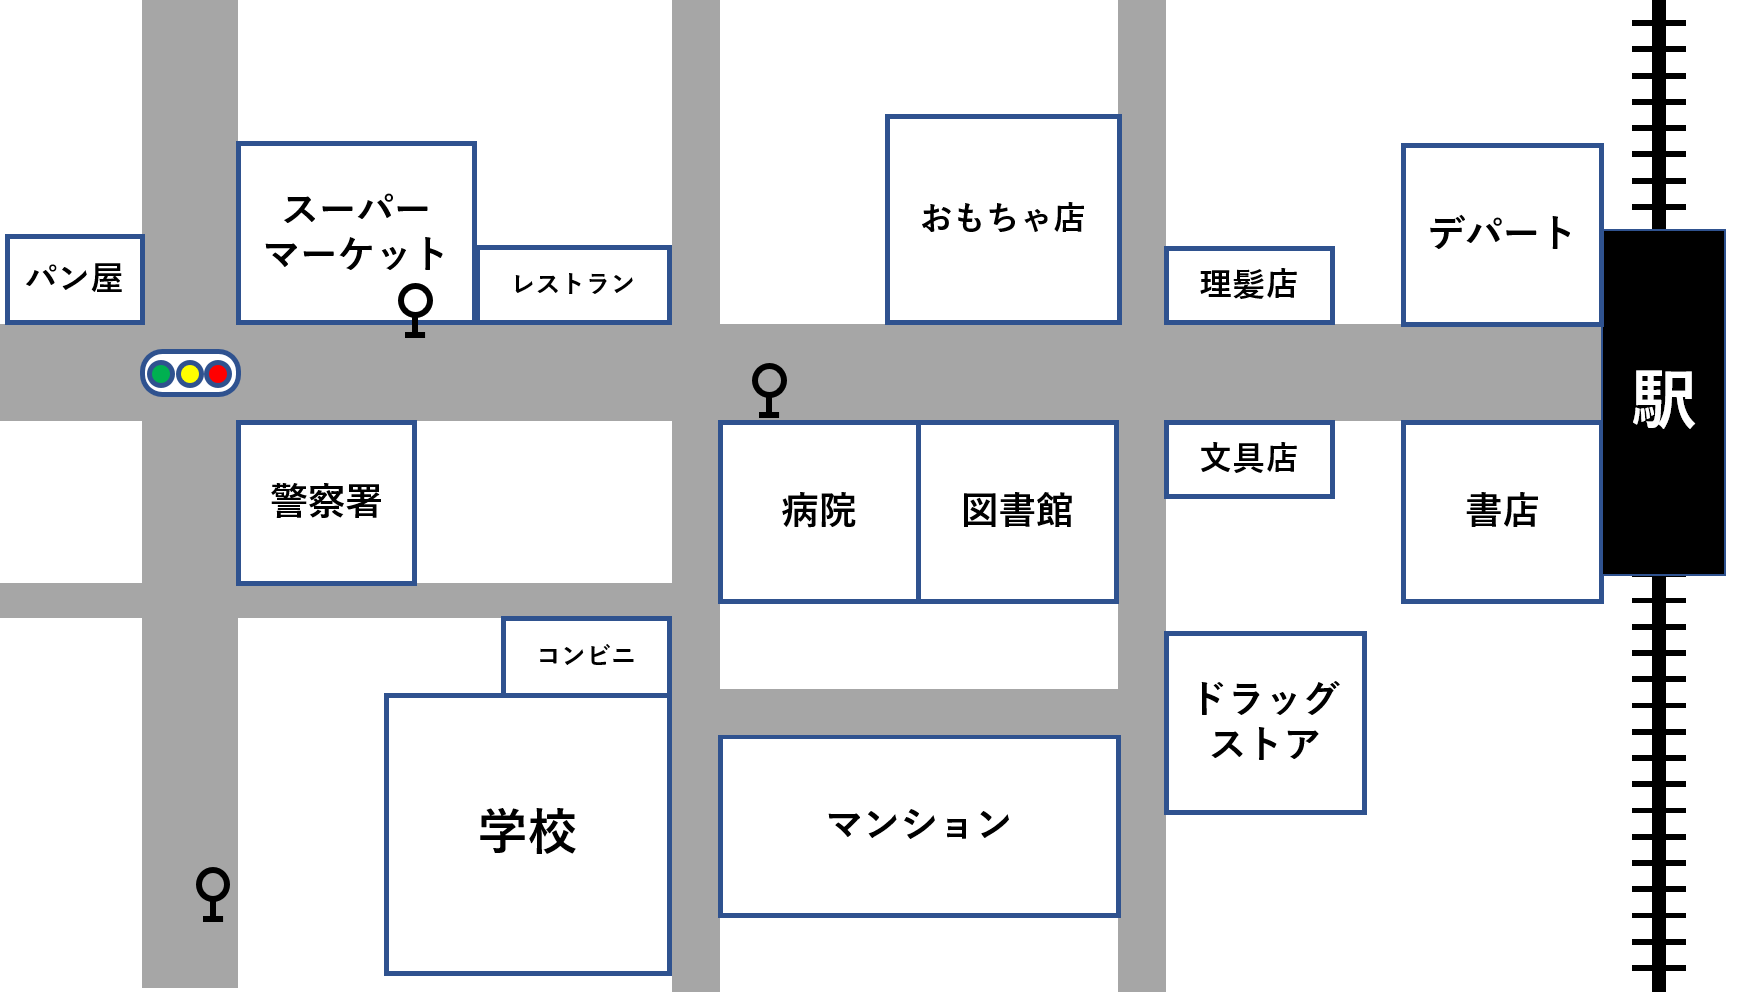 スーパー
マーケット
おもちゃ店
デパート
パン屋
レストラン
理髪店
駅
警察署
病院
図書館
文具店
書店
コンビニ
ドラッグ
ストア
学校
マンション